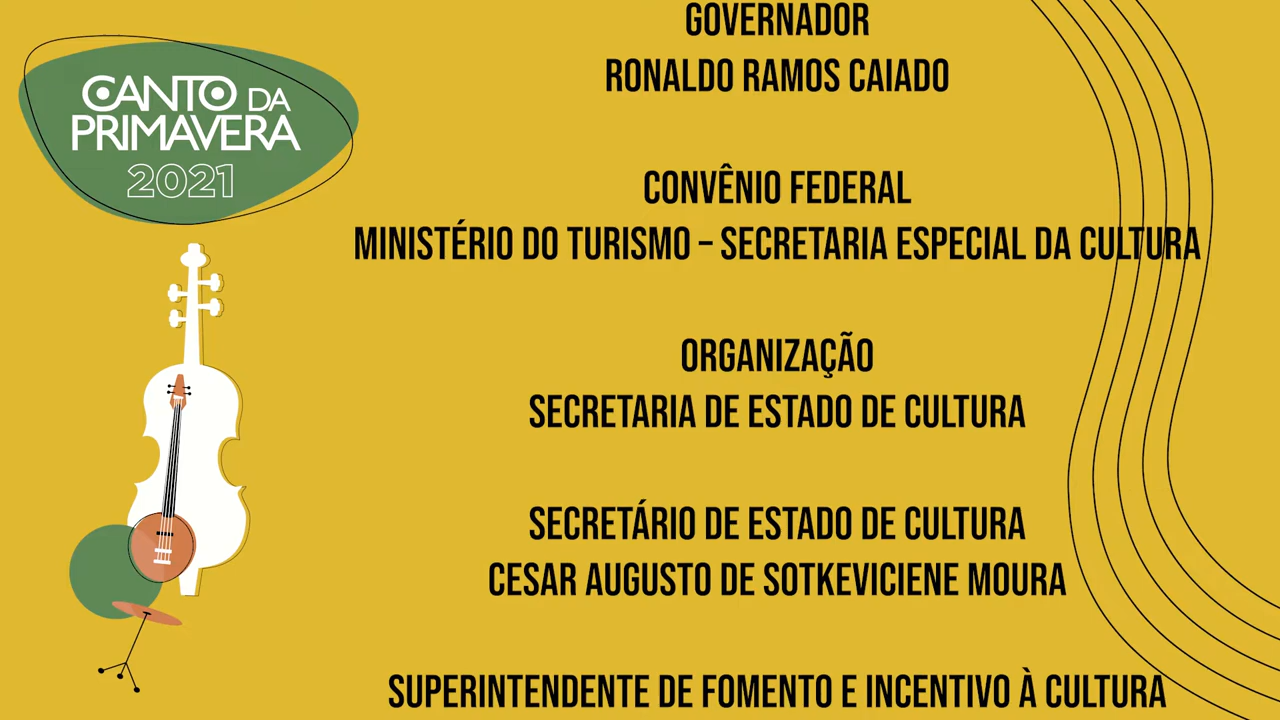 CANTO DA
PRIMAVERA
2021
GOVERNADOR
RONALDO RAMOS CAIADO
CONVÊNIO FEDERAL
MINISTÉRIO DO TURISMO – SECRETARIA ESPECIAL DA CULTURA
ORGANIZAÇÃO
SECRETARIA DE ESTADO DE CULTURA
SECRETÁRIO DE ESTADO DE CULTURA
CESAR AUGUSTO DE SOTKEVICIENE MOURA
SUPERINTENDENTE DE FOMENTO E INCENTIVO À CULTURA